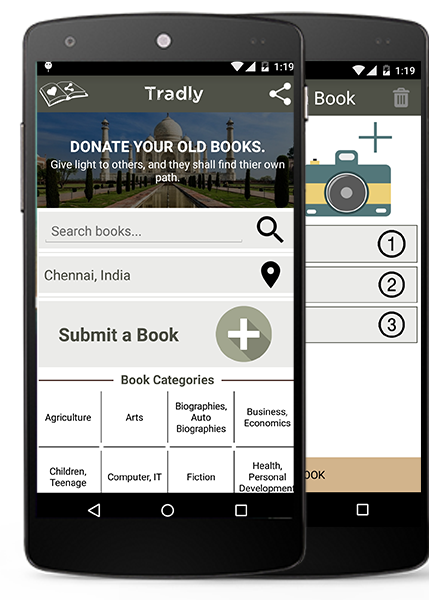 1:19
Tradly
DONATE YOUR OLD BOOKS.
Give light to others, and they shall find thier own
path.
Search books...
Chennai, India
Submit a Book
Book Categories
Agriculture
Arts
Biographies,
Auto
Biographies
Business,
Economics
Children,
Teenage
Computer, IT
Fiction
Health,
Personal
Development
1:19
Book
1
2
3
OOK